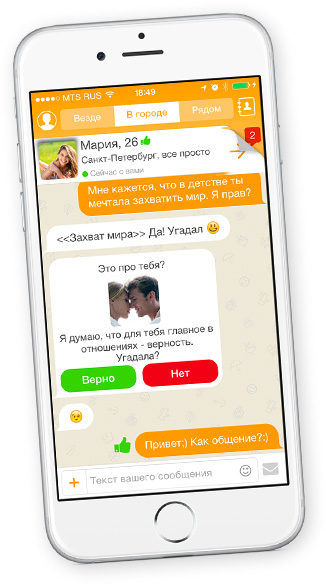 MTS RUS 18:49
Везде В городе Рядом
Мария, 26
2
Санкт-Петербург, все просто
Сейчас с вами
Мне кажется, что в детстве ты
мечтала захватить мир. Я прав?
<<Захват мира>> Да! Угадал
Это про тебя?
Я думаю, что для тебя главное в
отношениях - верность.
Угадала?
Верно Нет
Привет:) Как общение?:)
Текст вашего сообщения